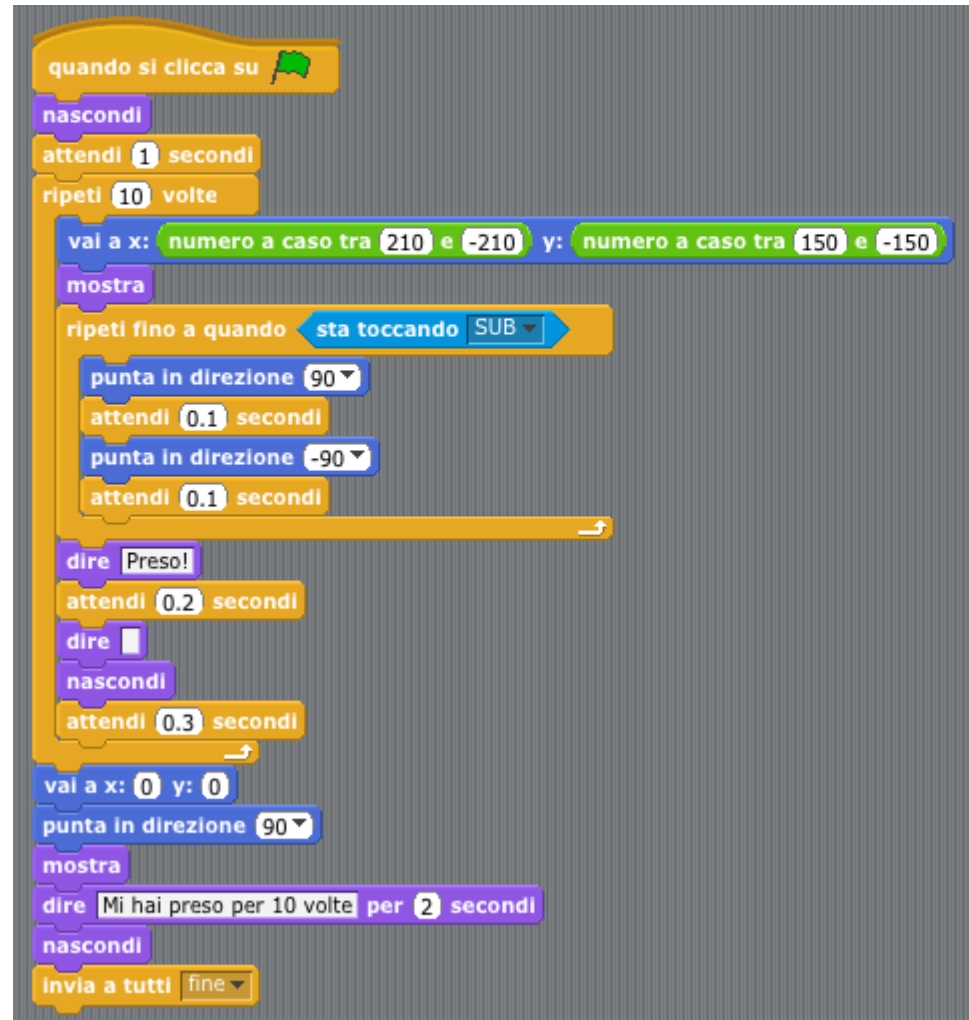 quando si clicca su
nascondi
attendi 1 secondi
ripeti 10 volte
vai a x: numero a caso tra 210 e -210 y: numero a caso tra 150 e -150
mostra
ripeti fino a quando sta toccando SUB
punta in direzione 90
attendi 0.1 secondi
punta in direzione -90
attendi 0.1 secondi
dire Preso!
attendi 0.2 secondi
dire
nascondi
attendi 0.3 secondi
vai a x: 0 y: 0
punta in direzione 90
mostra
dire Mi hai preso per 10 volte per 2 secondi
nascondi
invia a tutti fine